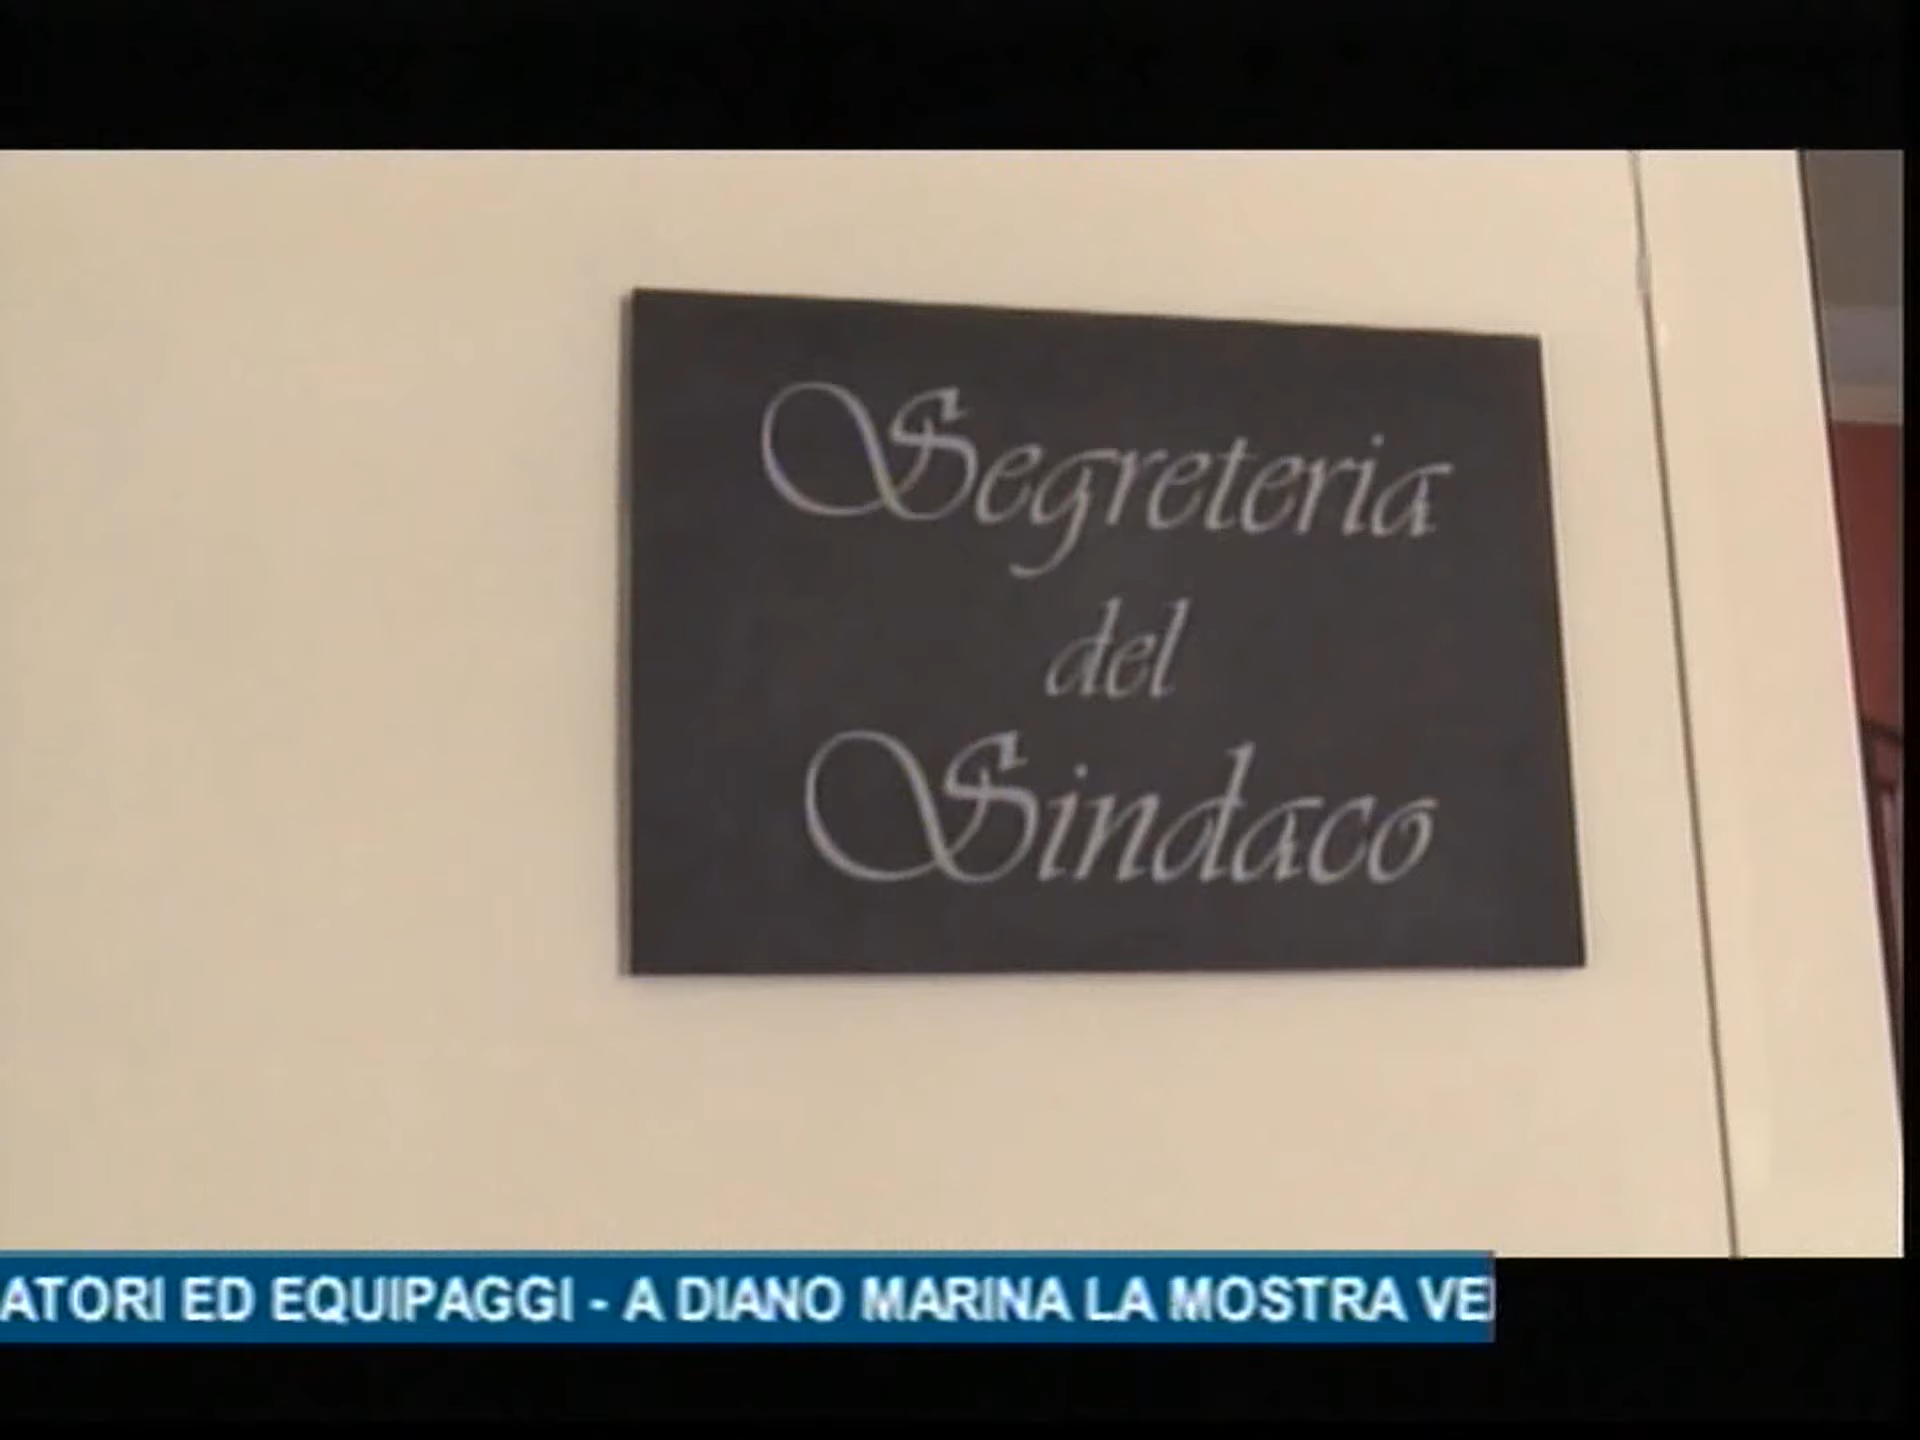 Segreteria
del
Sindaco
ATORI ED EQUIPAGGI - A DIANO MARINA LA MOSTRA VE